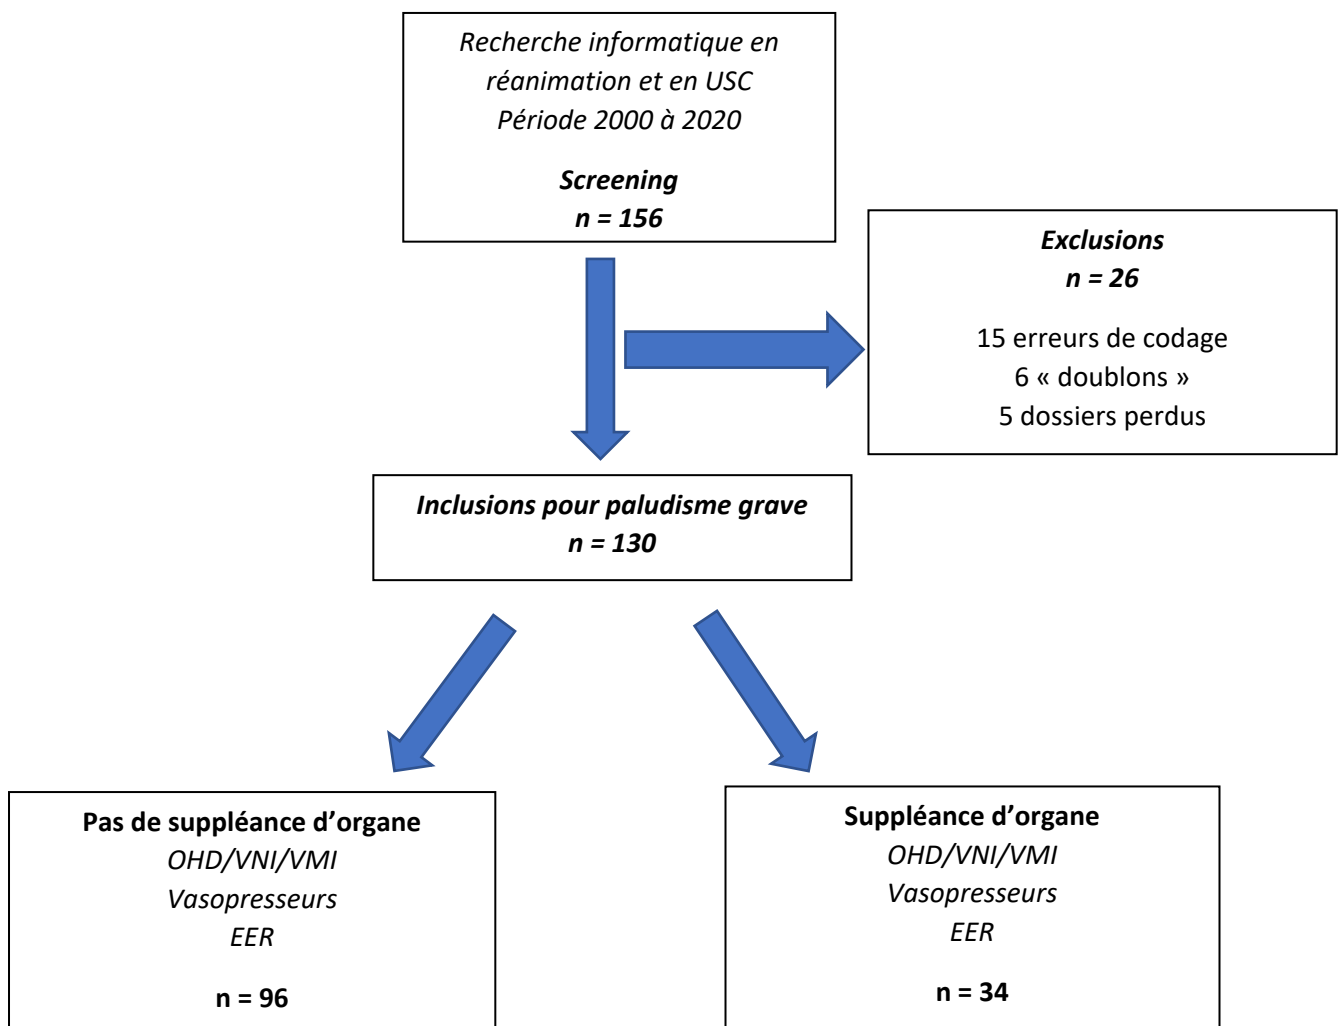 Recherche informatique en
réanimation et en USC
Période 2000 à 2020
Screening
n = 156
Exclusions
n = 26
15 erreurs de codage
6 « doublons »
5 dossiers perdus
Inclusions pour paludisme grave
n = 130
Pas de suppléance d’organe
OHD/VNI/VMI
Vasopresseurs
EER
n = 96
Suppléance d’organe
OHD/VNI/VMI
Vasopresseurs
EER
n = 34